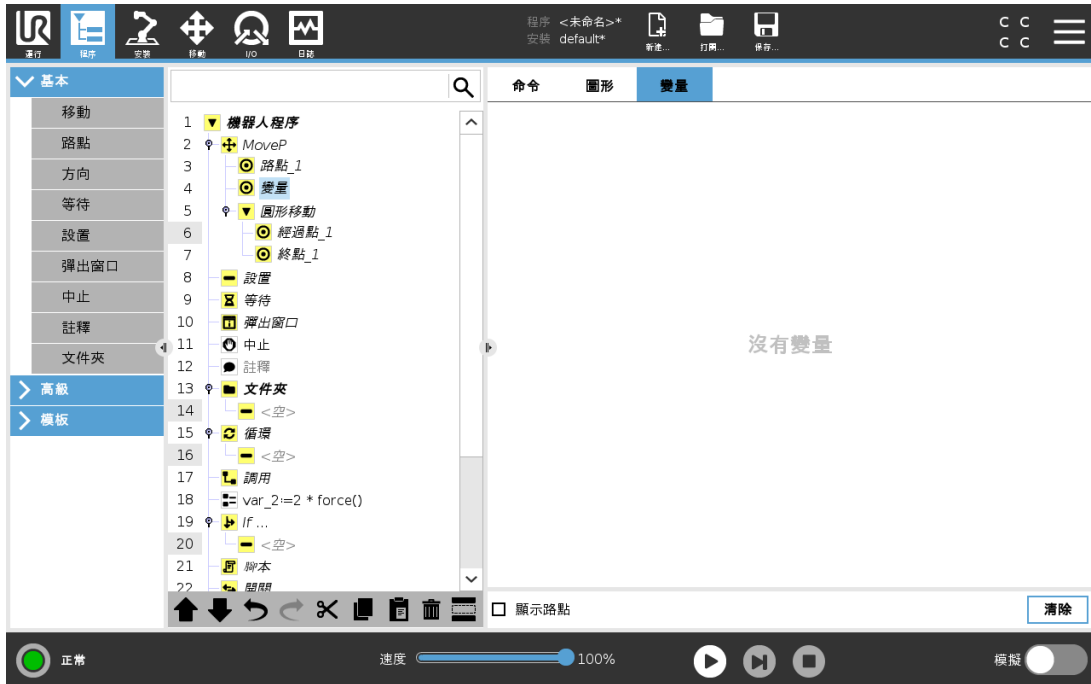 UR
程序 <未命名>*
安裝 default*
C C
C C
運行 程序 安裝 移動 I/O 日誌
新建... 打開... 保存...
基本
移動
路點
方向
等待
設置
彈出窗口
中止
註釋
文件夾
高級
模板
1 機器人程序
2 MoveP
3 路點_1
4 變量
5 圓形移動
6 經過點_1
7 終點_1
8 設置
9 等待
10 彈出窗口
11 中止
12 註釋
13 文件夾
14 <空>
15 循環
16 <空>
17 調用
18 var_2:=2 * force()
19 If ...
20 <空>
21 腳本
22 開關
命令 圖形 變量
沒有變量
顯示路點
清除
正常
速度 100%
模擬